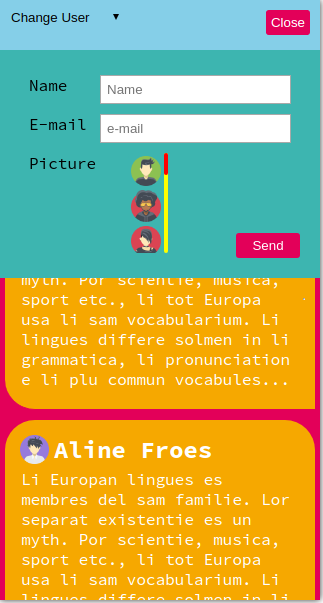 Change User ▼
Close
Name
Name
E-mail
e-mail
Picture
Send
myth. Por scientie, musica,
sport etc., li tot Europa
usa li sam vocabularium. Li
lingues differe solmen in li
grammatica, li pronunciation
e li plu commun vocabules...
Aline Froes
Li Europan lingues es
membres del sam familie. Lor
separat existentie es un
myth. Por scientie, musica,
sport etc., li tot Europa
usa li sam vocabularium. Li
lingues differe solmen in li